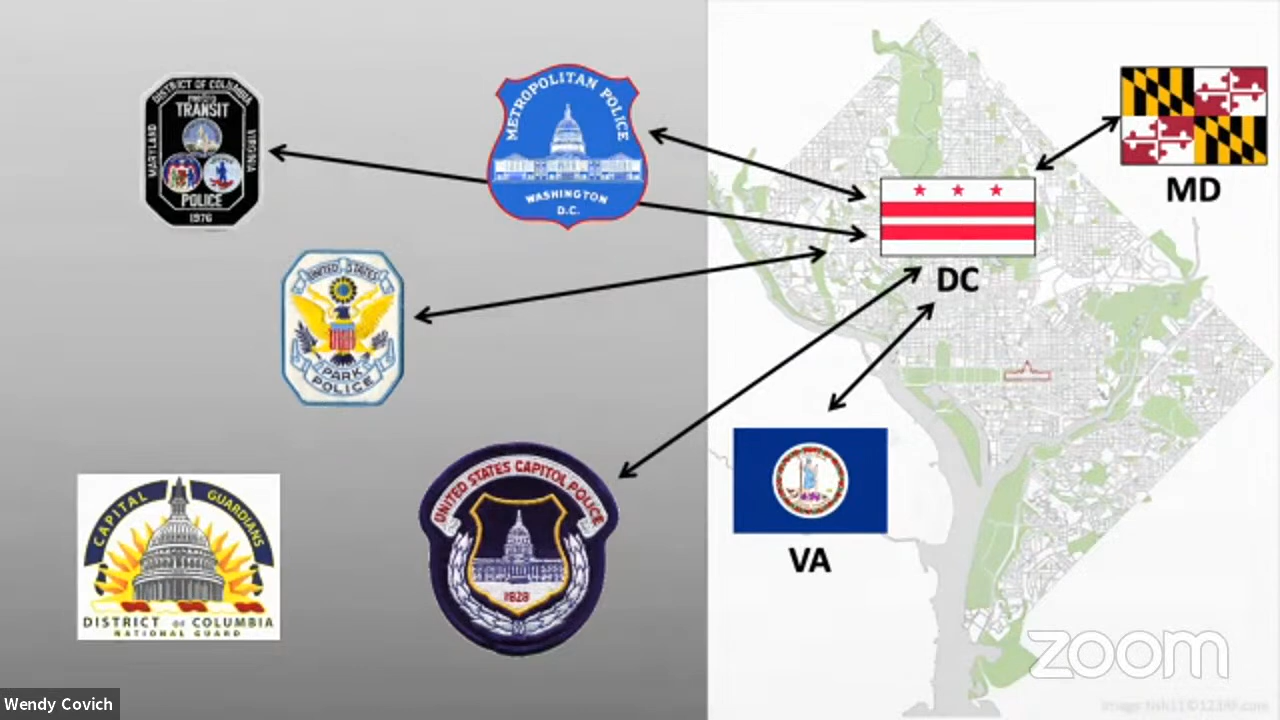 DISTRICT OF COLUMBIA
METRO
TRANSIT
MARYLAND
VIRGINIA
POLICE
1976
METROPOLITAN POLICE
WASHINGTON
D.C.
MD
DC
UNITED STATES
PARK
POLICE
CAPITAL GUARDIANS
DISTRICT OF COLUMBIA
NATIONAL GUARD
UNITED STATES CAPITOL POLICE
1828
VA
zoom
Wendy Covich